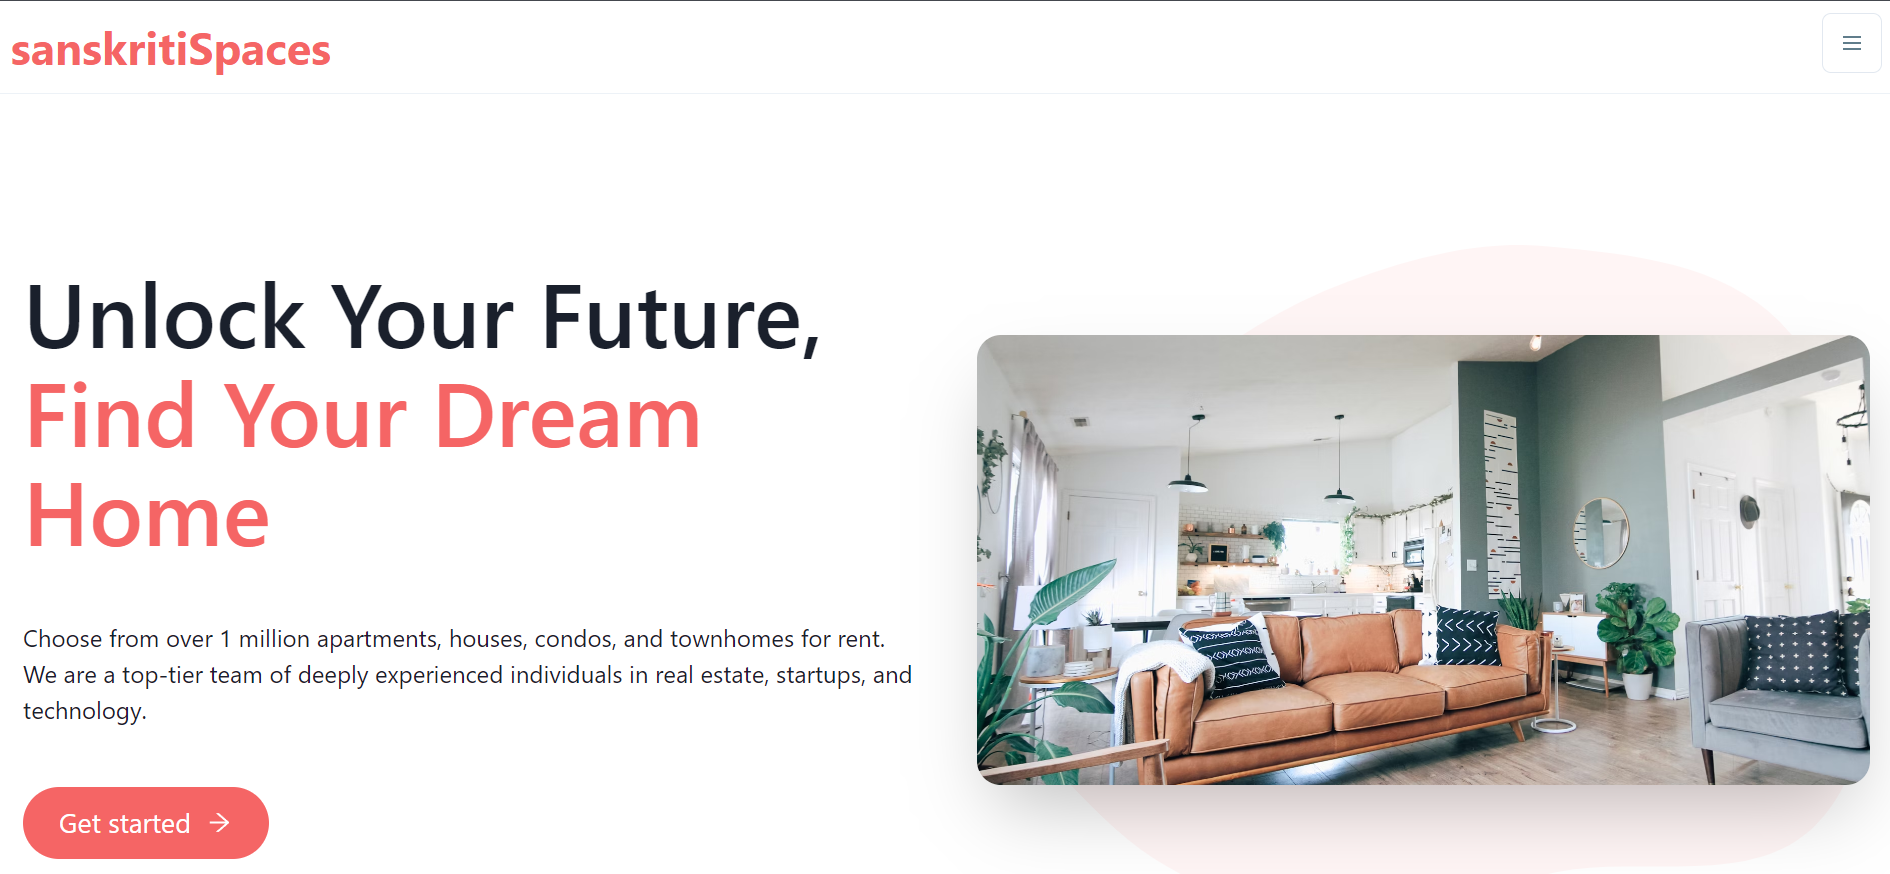 sanskritiSpaces
Unlock Your Future,
Find Your Dream
Home
Choose from over 1 million apartments, houses, condos, and townhomes for rent.
We are a top-tier team of deeply experienced individuals in real estate, startups, and
technology.
Get started